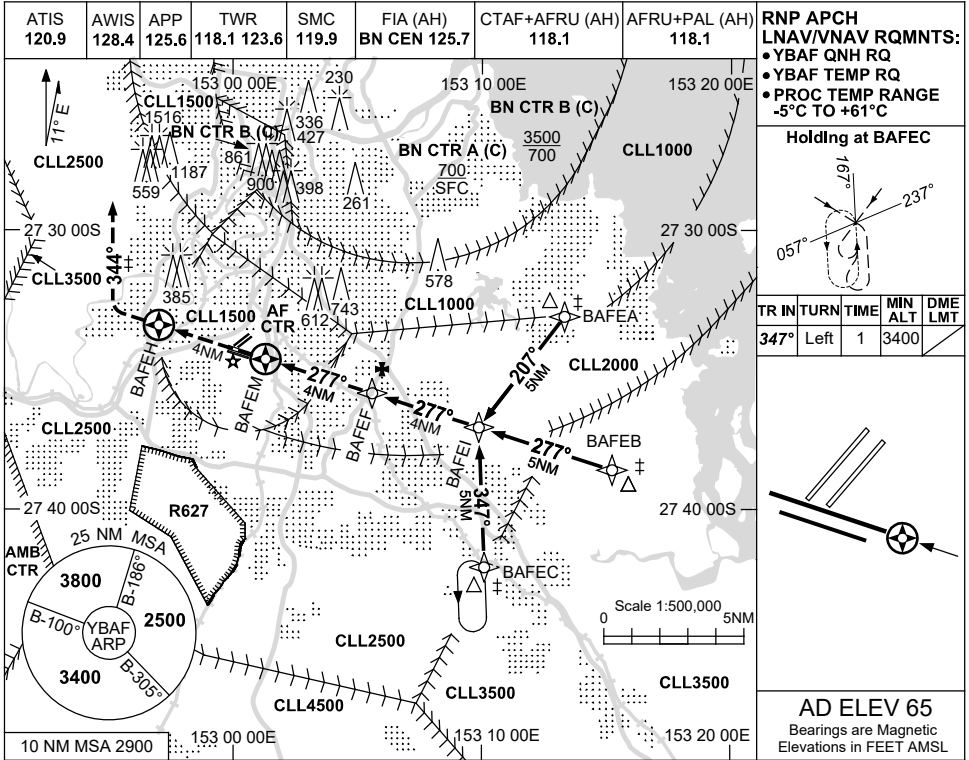 ATIS
120.9
AWIS
128.4
APP
125.6
TWR
118.1 123.6
SMC
119.9
FIA (AH)
BN CEN 125.7
CTAF+AFRU (AH)
118.1
AFRU+PAL (AH)
118.1
RNP APCH
LNAV/VNAV RQMNTS:
• YBAF QNH RQ
• YBAF TEMP RQ
• PROC TEMP RANGE
-5°C TO +61°C
Holding at BAFEC
167°
237°
057°
TR IN
TURN
TIME
MIN ALT
DME LMT
347°
Left
1
3400
11° E
153 00 00E
153 10 00E
153 20 00E
CLL1500
1516
BN CTR B (C)
230
336
427
861
1187
559
900
398
261
CLL2500
BN CTR A (C)
700
SFC
BN CTR B (C)
3500
700
CLL1000
27 30 00S
27 30 00S
CLL3500
344°
‡
385
CLL1500
AF
CTR
612
743
578
CLL1000
‡
BAFEA
207°
5NM
CLL2000
BAFEH
4NM
BAFEM
277°
4NM
BAFEF
277°
4NM
BAFEI
277°
5NM
BAFEB
‡
347°
5NM
BAFEC
‡
CLL2500
R627
27 40 00S
27 40 00S
AMB
CTR
25 NM MSA
3800
B-186°
2500
B-100°
YBAF
ARP
3400
B-305°
Scale 1:500,000
0
5NM
CLL2500
CLL3500
CLL3500
CLL4500
10 NM MSA 2900
153 00 00E
153 10 00E
153 20 00E
AD ELEV 65
Bearings are Magnetic
Elevations in FEET AMSL